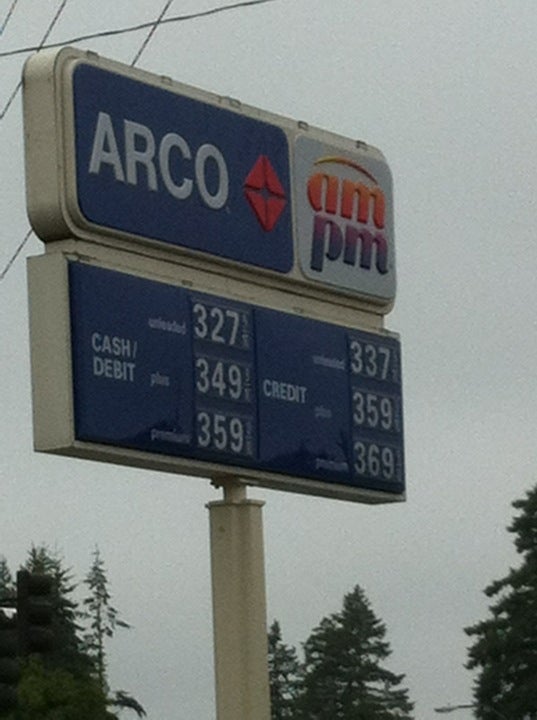 ARCO
am
pm
CASH/
DEBIT
unleaded 327
plus 349
premium 359
CREDIT
unleaded 337
plus 359
premium 369